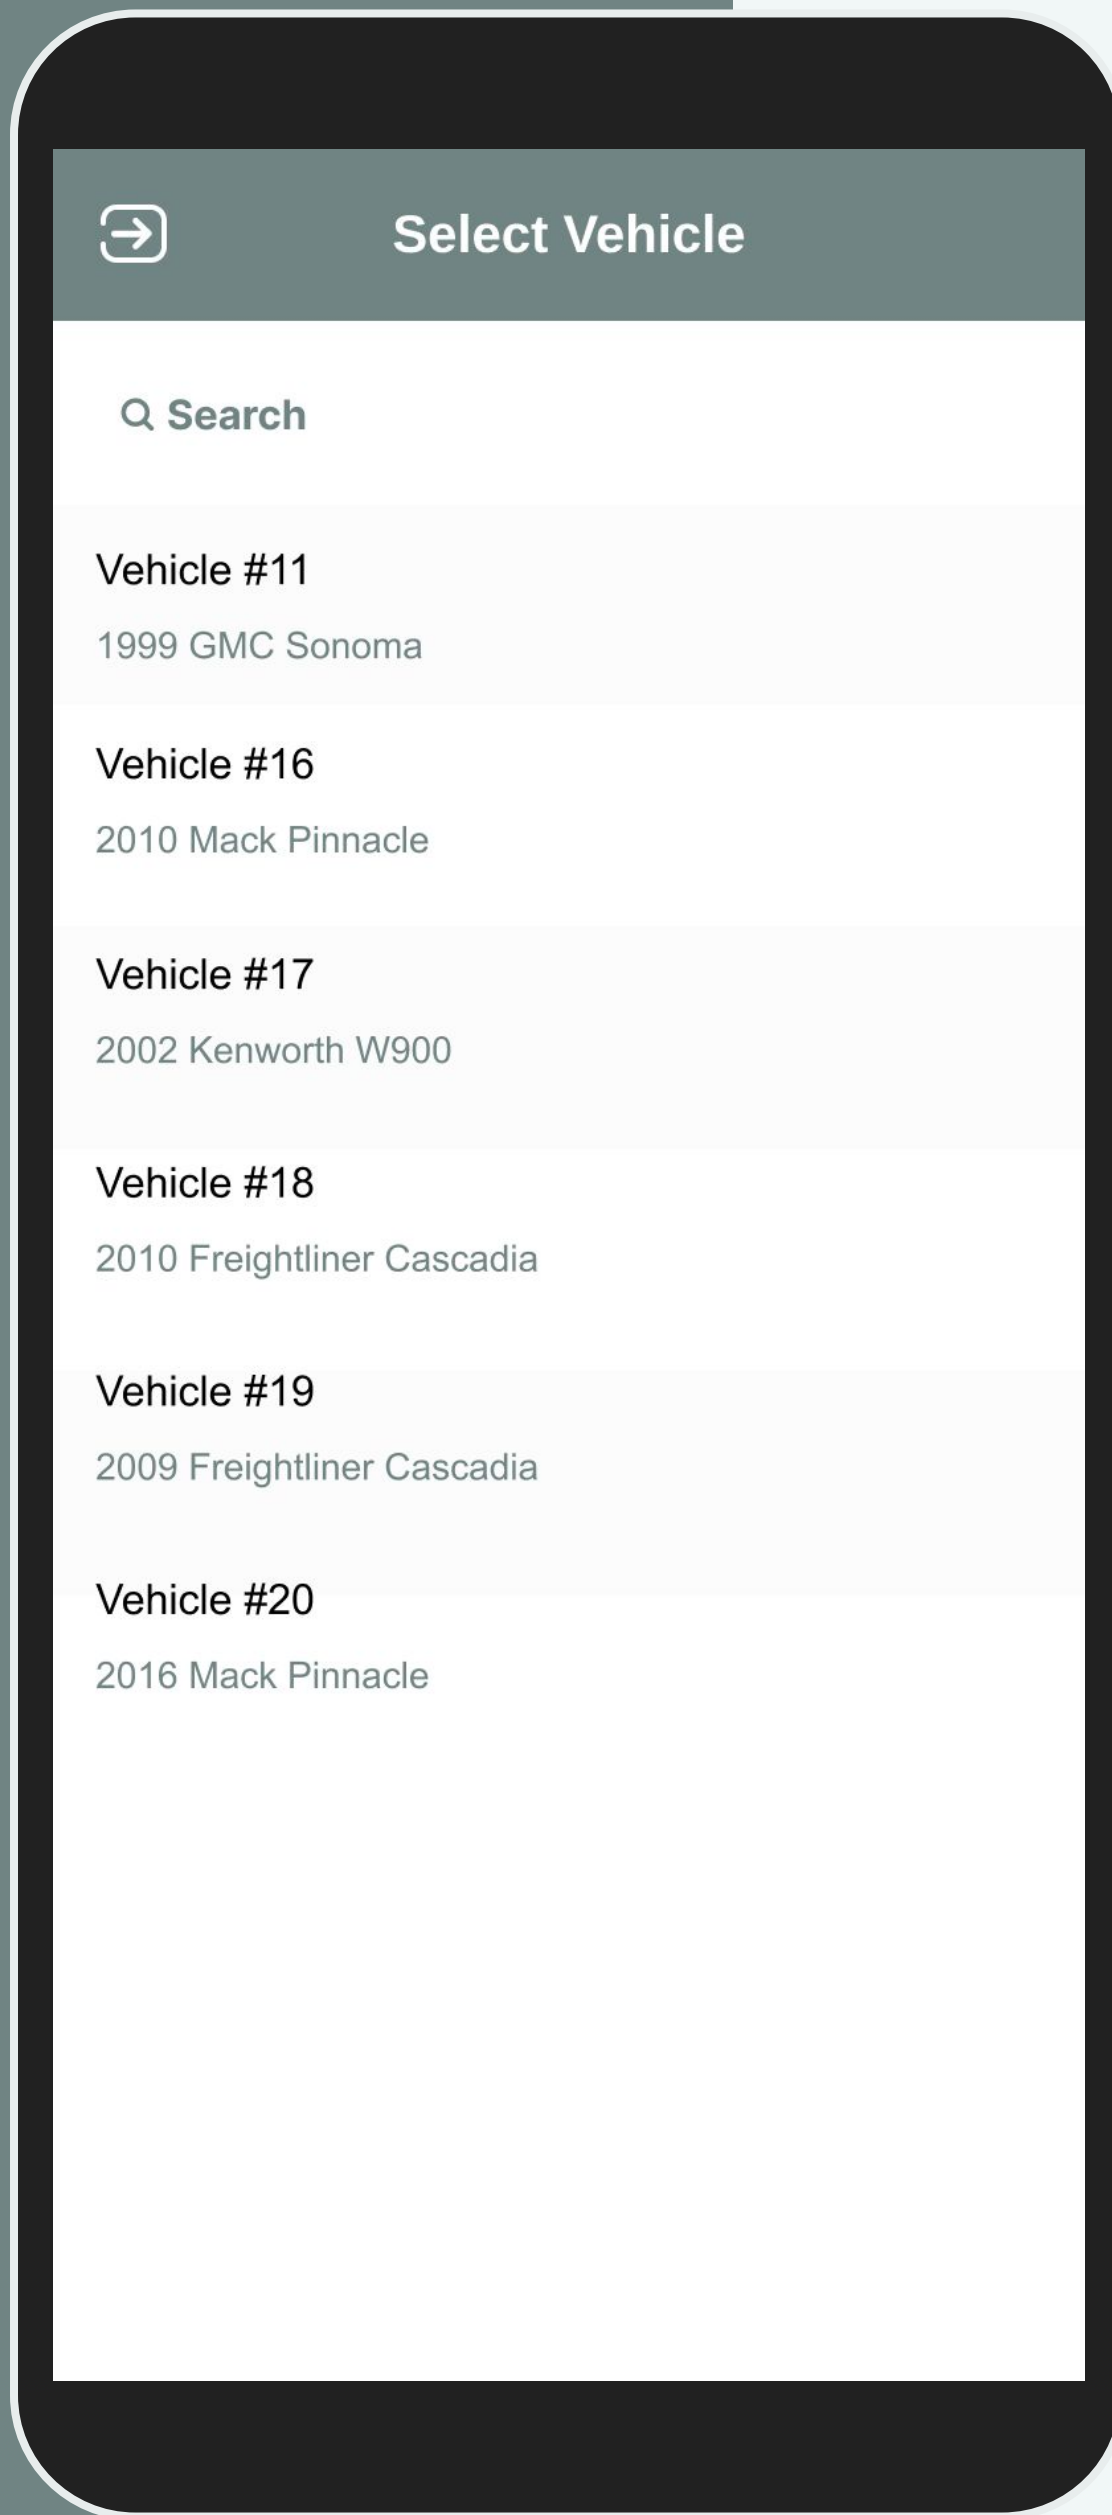 Select Vehicle
Search
Vehicle #11
1999 GMC Sonoma
Vehicle #16
2010 Mack Pinnacle
Vehicle #17
2002 Kenworth W900
Vehicle #18
2010 Freightliner Cascadia
Vehicle #19
2009 Freightliner Cascadia
Vehicle #20
2016 Mack Pinnacle